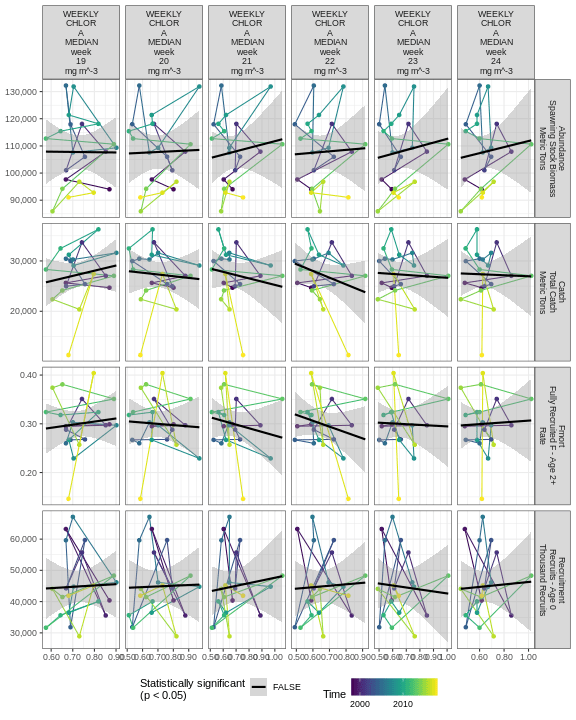 WEEKLY
CHLOR
A
MEDIAN
week
19
mg m^-3
WEEKLY
CHLOR
A
MEDIAN
week
20
mg m^-3
WEEKLY
CHLOR
A
MEDIAN
week
21
mg m^-3
WEEKLY
CHLOR
A
MEDIAN
week
22
mg m^-3
WEEKLY
CHLOR
A
MEDIAN
week
23
mg m^-3
WEEKLY
CHLOR
A
MEDIAN
week
24
mg m^-3
130,000
120,000
110,000
100,000
90,000
Abundance
Spawning Stock Biomass
Metric Tons
30,000
20,000
Catch
Total Catch
Metric Tons
0.40
0.30
0.20
Fmort
Fully Recruited F - Age 2+
Rate
60,000
50,000
40,000
30,000
Recruitment
Recruits - Age 0
Thousand Recruits
0.60 0.70 0.80 0.90
0.50 0.60 0.70 0.80 0.90
0.50 0.60 0.70 0.80 0.90 1.00
0.50 0.60 0.70 0.80 0.90
0.40 0.50 0.60 0.70 0.80 0.90 1.00
0.60 0.80 1.00
Statistically significant
(p < 0.05)
FALSE
Time
2000 2010